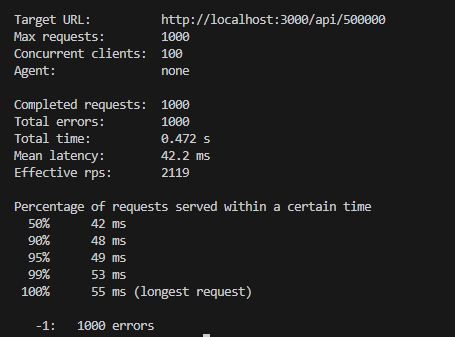 Target URL: http://localhost:3000/api/500000
Max requests: 1000
Concurrent clients: 100
Agent: none
Completed requests: 1000
Total errors: 1000
Total time: 0.472 s
Mean latency: 42.2 ms
Effective rps: 2119
Percentage of requests served within a certain time
50% 42 ms
90% 48 ms
95% 49 ms
99% 53 ms
100% 55 ms (longest request)
-1: 1000 errors